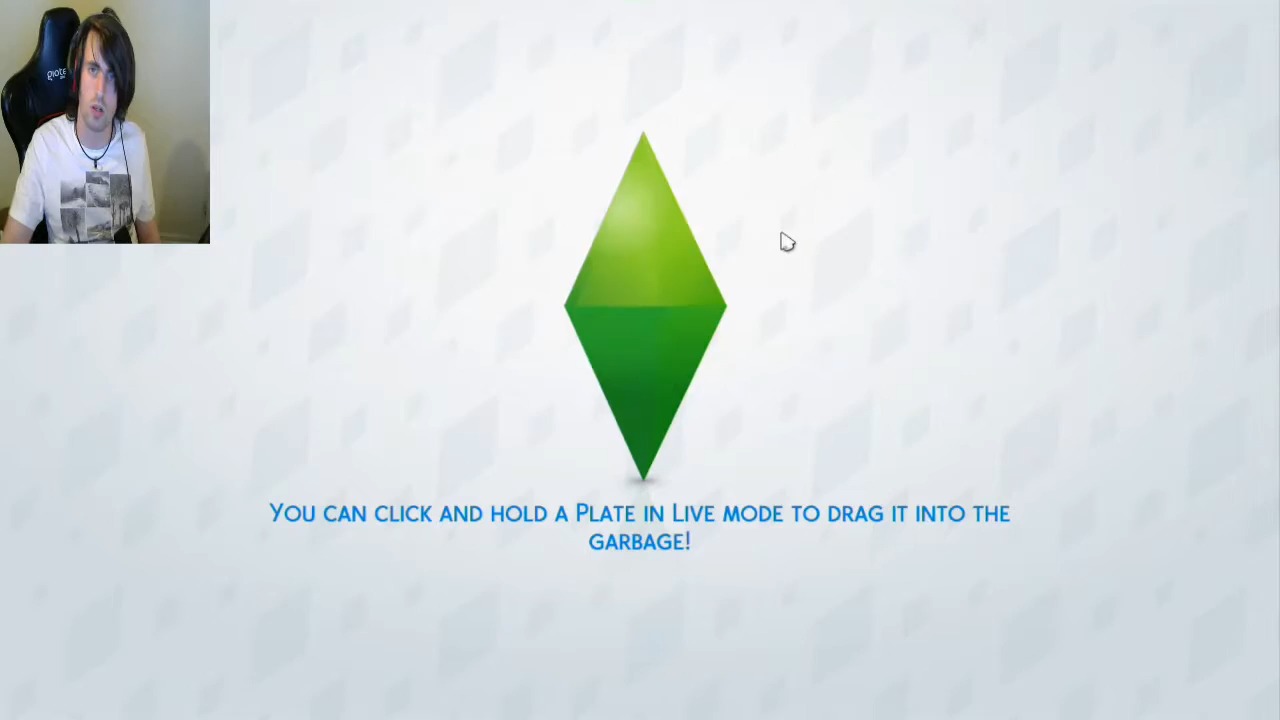 YOU CAN CLICK AND HOLD A PLATE IN LIVE MODE TO DRAG IT INTO THE
GARBAGE!